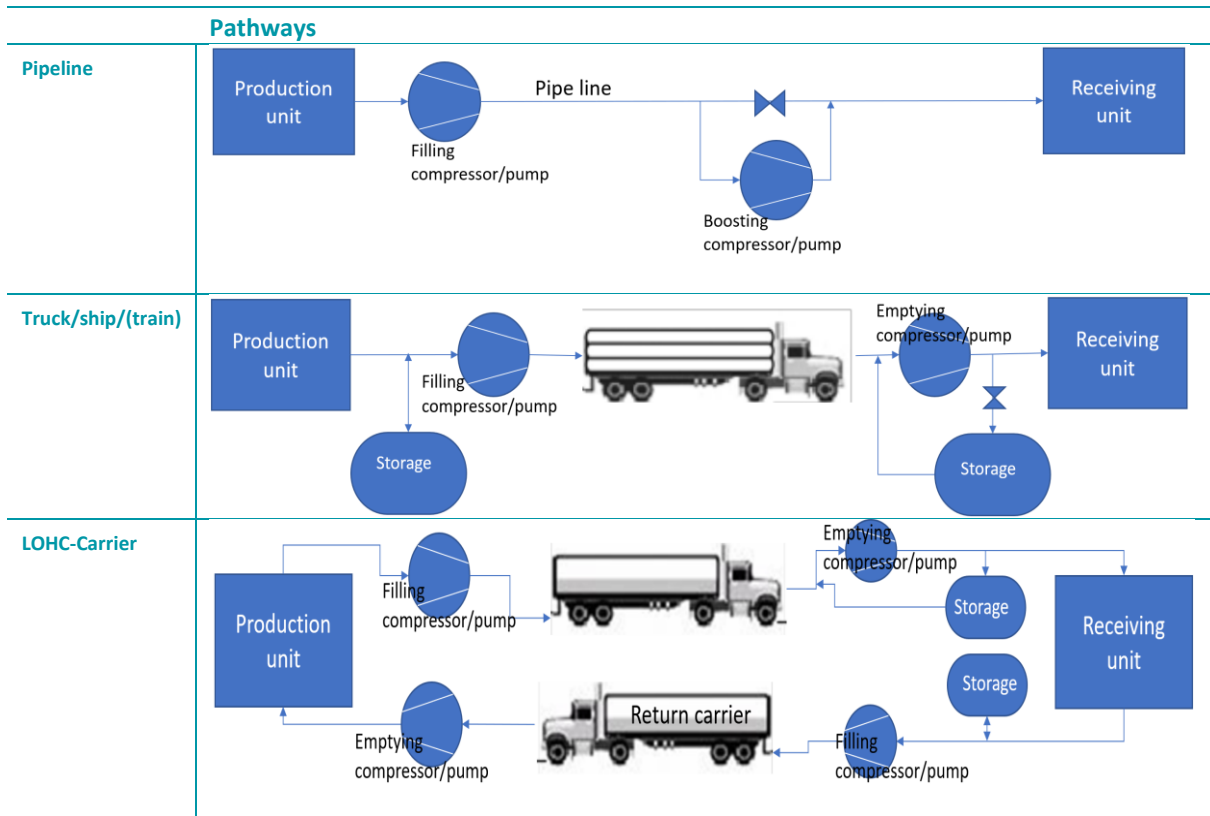 Pathways
Pipeline
Production
unit
Filling
compressor/pump
Pipe line
Boosting
compressor/pump
Receiving
unit
Truck/ship/(train)
Production
unit
Storage
Filling
compressor/pump
Emptying
compressor/pump
Storage
Receiving
unit
LOHC-Carrier
Production
unit
Filling
compressor/pump
Emptying
compressor/pump
Storage
Receiving
unit
Storage
Filling
compressor/pump
Return carrier
Emptying
compressor/pump